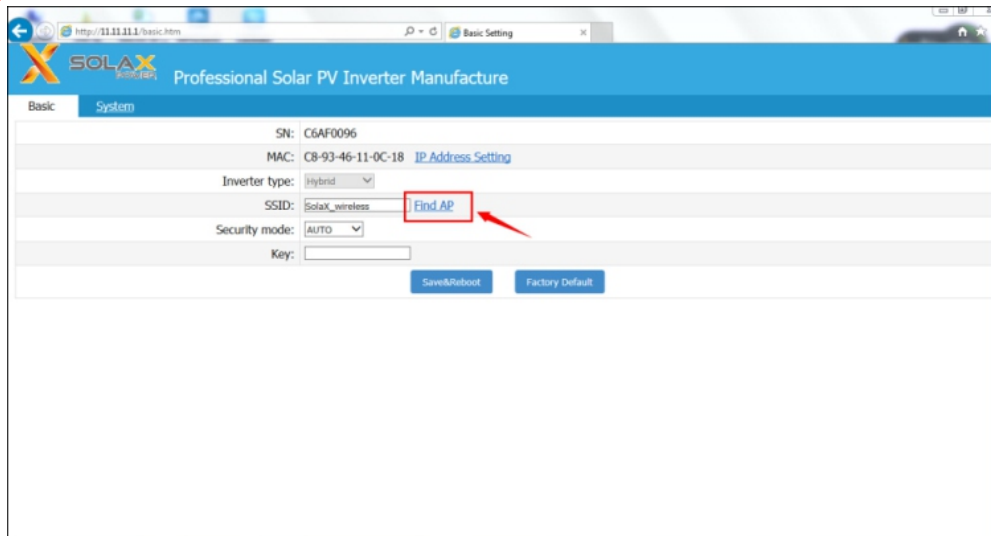 http://11.11.11.1/basic.htm
Basic Setting
SOLAX
POWER
Professional Solar PV Inverter Manufacture
Basic System
SN: C6AF0096
MAC: C8-93-46-11-0C-18 IP Address Setting
Inverter type: Hybrid
SSID: SolaX_wireless Find AP
Security mode: AUTO
Key:
Save&Reboot Factory Default